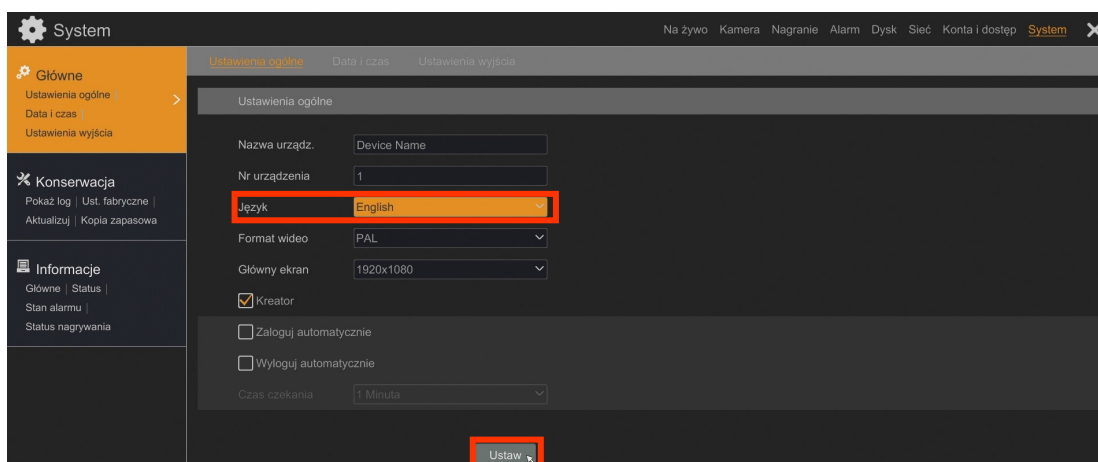 System
Na żywo Kamera Nagranie Alarm Dysk Sieć Konta i dostęp System
Główne
Ustawienia ogólne |
Data i czas |
Ustawienia wyjścia
Konserwacja
Pokaż log | Ust. fabryczne |
Aktualizuj | Kopia zapasowa
Informacje
Główne | Status |
Stan alarmu |
Status nagrywania
Ustawienia ogólne Data i czas Ustawienia wyjścia
Ustawienia ogólne
Nazwa urządz. Device Name
Nr urządzenia 1
Język English
Format wideo PAL
Główny ekran 1920x1080
Kreator
Zaloguj automatycznie
Wyloguj automatycznie
Czas czekania 1 Minuta
Ustaw